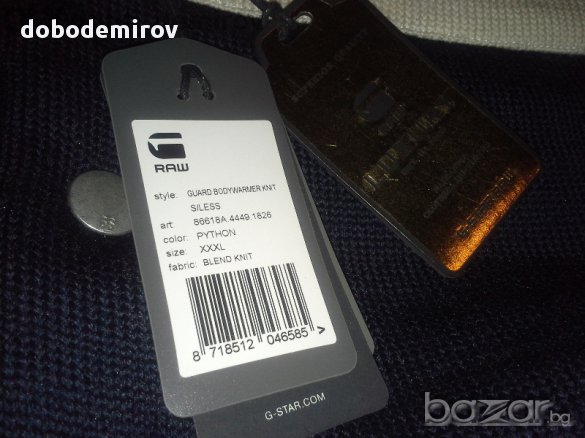 dobodemirov
RAW
style: GUARD BODYWARMER KNIT
S/LESS
art: 86618A.4449.1826
color: PYTHON
size: XXXL
fabric: BLEND KNIT
8 718512 046585 >
G-STAR.COM
bazar.bg